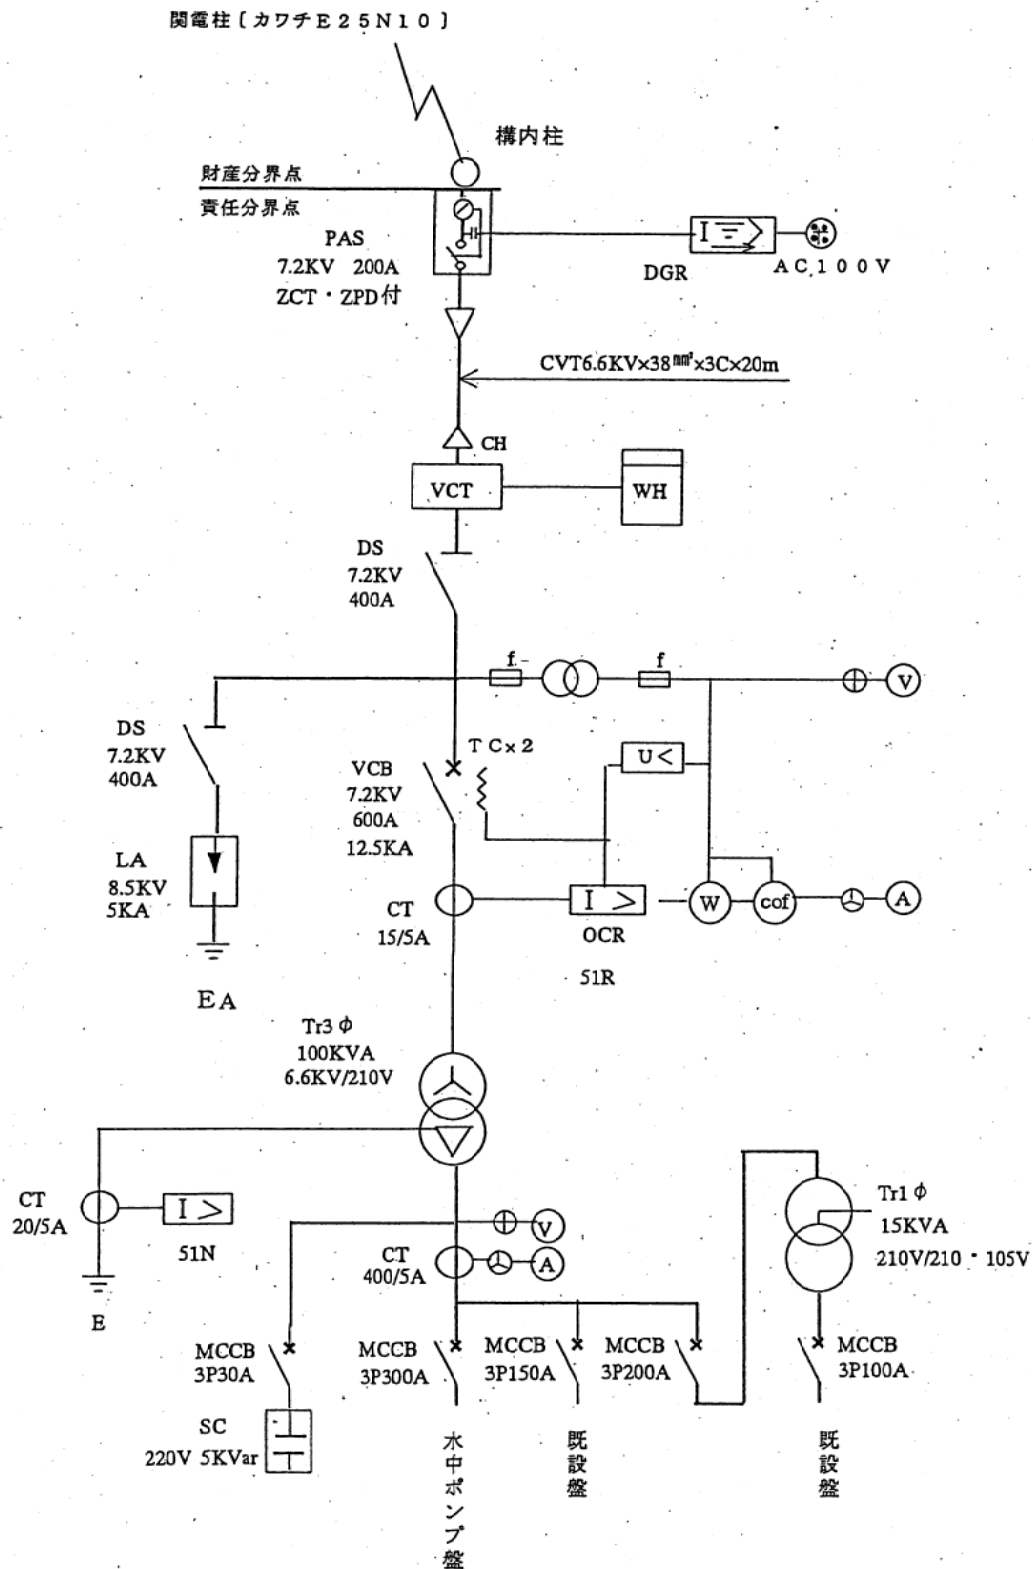 関電柱〔カワチE25N10〕
構内柱
財産分界点
責任分界点
PAS
7.2KV 200A
ZCT・ZPD付
I
DGR
AC.100V
CVT6.6KV×38㎟×3C×20m
CH
VCT
WH
DS
7.2KV
400A
f
f
V
DS
7.2KV
400A
TC×2
U<
VCB
7.2KV
600A
12.5KA
LA
8.5KV
5KA
CT
15/5A
I >
OCR
51R
W
cof
A
EA
Tr3φ
100KVA
6.6KV/210V
CT
20/5A
I >
51N
E
V
CT
400/5A
A
Tr1φ
15KVA
210V/210・105V
MCCB
3P30A
MCCB
3P300A
MCCB
3P150A
MCCB
3P200A
MCCB
3P100A
SC
220V 5KVar
水中ポンプ盤
既設盤
既設盤